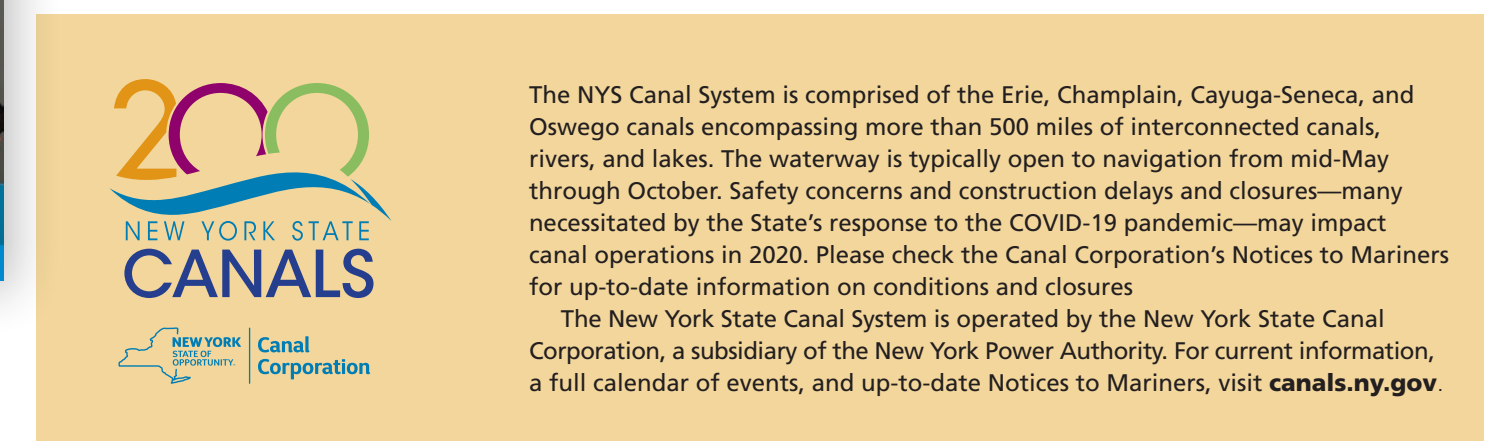 200
NEW YORK STATE
CANALS
NEW YORK
STATE OF
OPPORTUNITY.
Canal
Corporation
The NYS Canal System is comprised of the Erie, Champlain, Cayuga-Seneca, and
Oswego canals encompassing more than 500 miles of interconnected canals,
rivers, and lakes. The waterway is typically open to navigation from mid-May
through October. Safety concerns and construction delays and closures—many
necessitated by the State’s response to the COVID-19 pandemic—may impact
canal operations in 2020. Please check the Canal Corporation’s Notices to Mariners
for up-to-date information on conditions and closures
The New York State Canal System is operated by the New York State Canal
Corporation, a subsidiary of the New York Power Authority. For current information,
a full calendar of events, and up-to-date Notices to Mariners, visit canals.ny.gov.